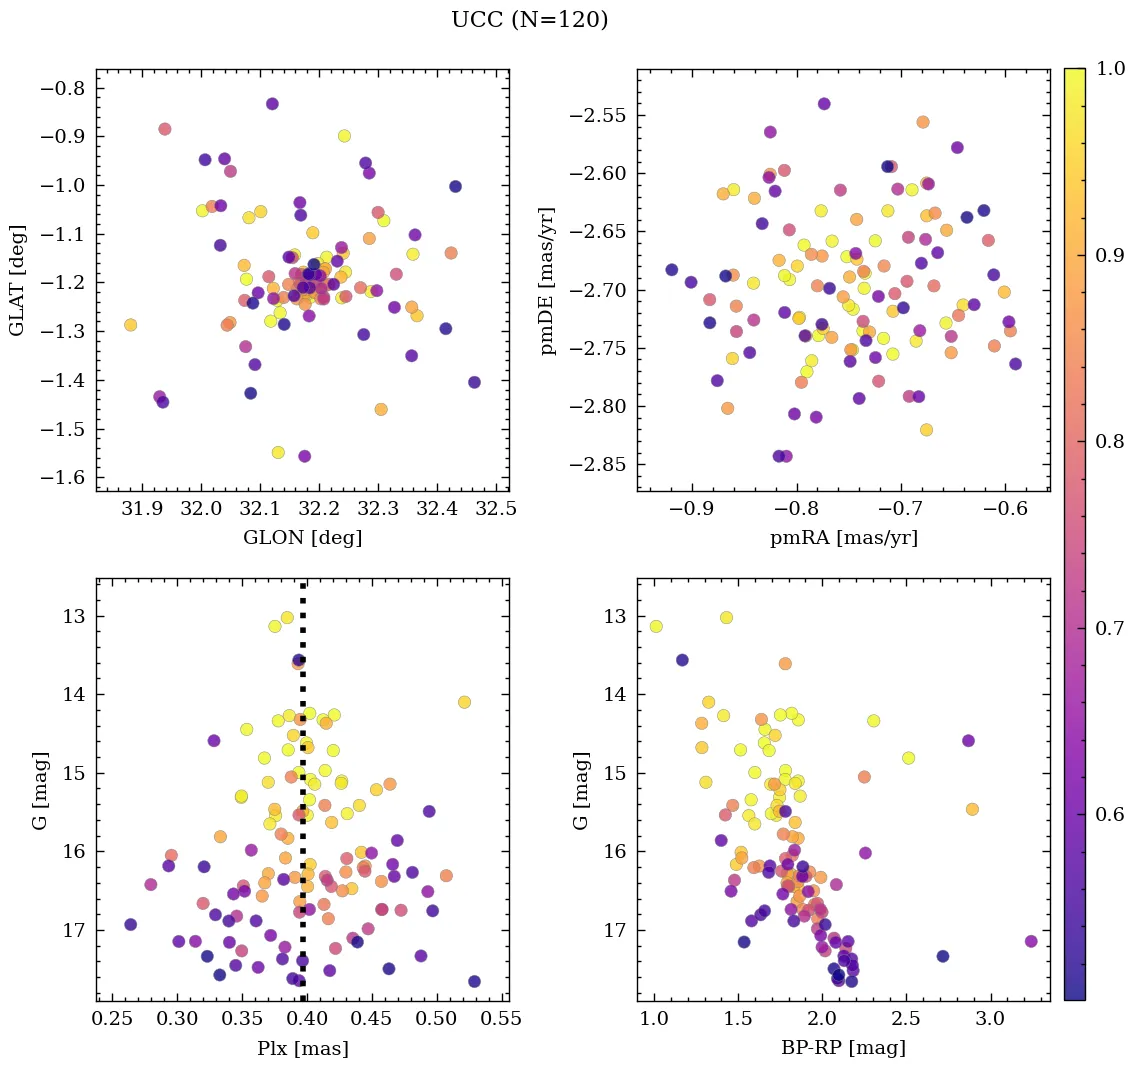 UCC (N=120)
−0.8
−0.9
−1.0
−1.1
−1.2
−1.3
−1.4
−1.5
−1.6
GLAT [deg]
31.9 32.0 32.1 32.2 32.3 32.4 32.5
GLON [deg]
−2.55
−2.60
−2.65
−2.70
−2.75
−2.80
−2.85
pmDE [mas/yr]
−0.9 −0.8 −0.7 −0.6
pmRA [mas/yr]
1.0
0.9
0.8
0.7
0.6
13
14
15
16
17
G [mag]
0.25 0.30 0.35 0.40 0.45 0.50 0.55
Plx [mas]
13
14
15
16
17
G [mag]
1.0 1.5 2.0 2.5 3.0
BP-RP [mag]